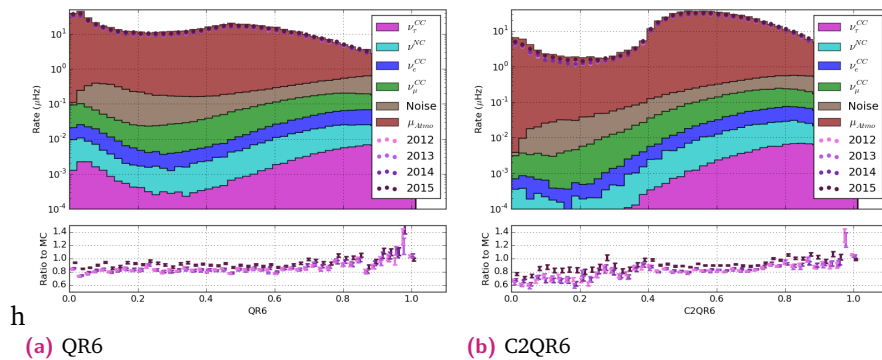 10¹
10⁰
10⁻¹
10⁻²
10⁻³
10⁻⁴
Rate (μHz)
ν_τ^CC
ν^NC
ν_e^CC
ν_μ^CC
Noise
μ_Atmo
2012
2013
2014
2015
1.4
1.2
1.0
0.8
0.6
Ratio to MC
0.0 0.2 0.4 0.6 0.8 1.0
QR6
10¹
10⁰
10⁻¹
10⁻²
10⁻³
10⁻⁴
Rate (μHz)
ν_τ^CC
ν^NC
ν_e^CC
ν_μ^CC
Noise
μ_Atmo
2012
2013
2014
2015
1.4
1.2
1.0
0.8
0.6
Ratio to MC
0.0 0.2 0.4 0.6 0.8 1.0
C2QR6
h
(a) QR6
(b) C2QR6